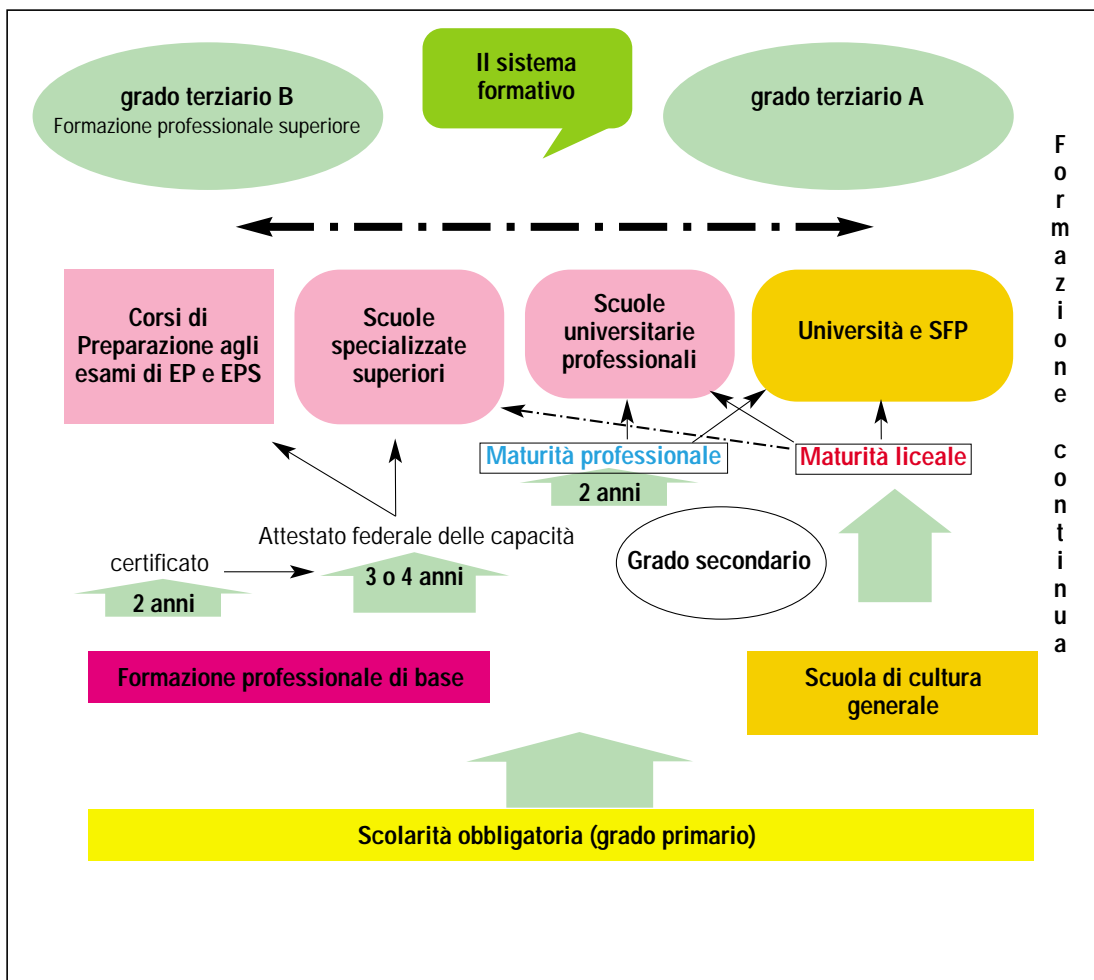 Il sistema
formativo
grado terziario B
Formazione professionale superiore
grado terziario A
Corsi di
Preparazione agli
esami di EP e EPS
Scuole
specializzate
superiori
Scuole
universitarie
professionali
Università e SFP
Maturità professionale
Maturità liceale
2 anni
Attestato federale delle capacità
certificato
3 o 4 anni
2 anni
Grado secondario
Formazione professionale di base
Scuola di cultura
generale
Scolarità obbligatoria (grado primario)
Formazione continua